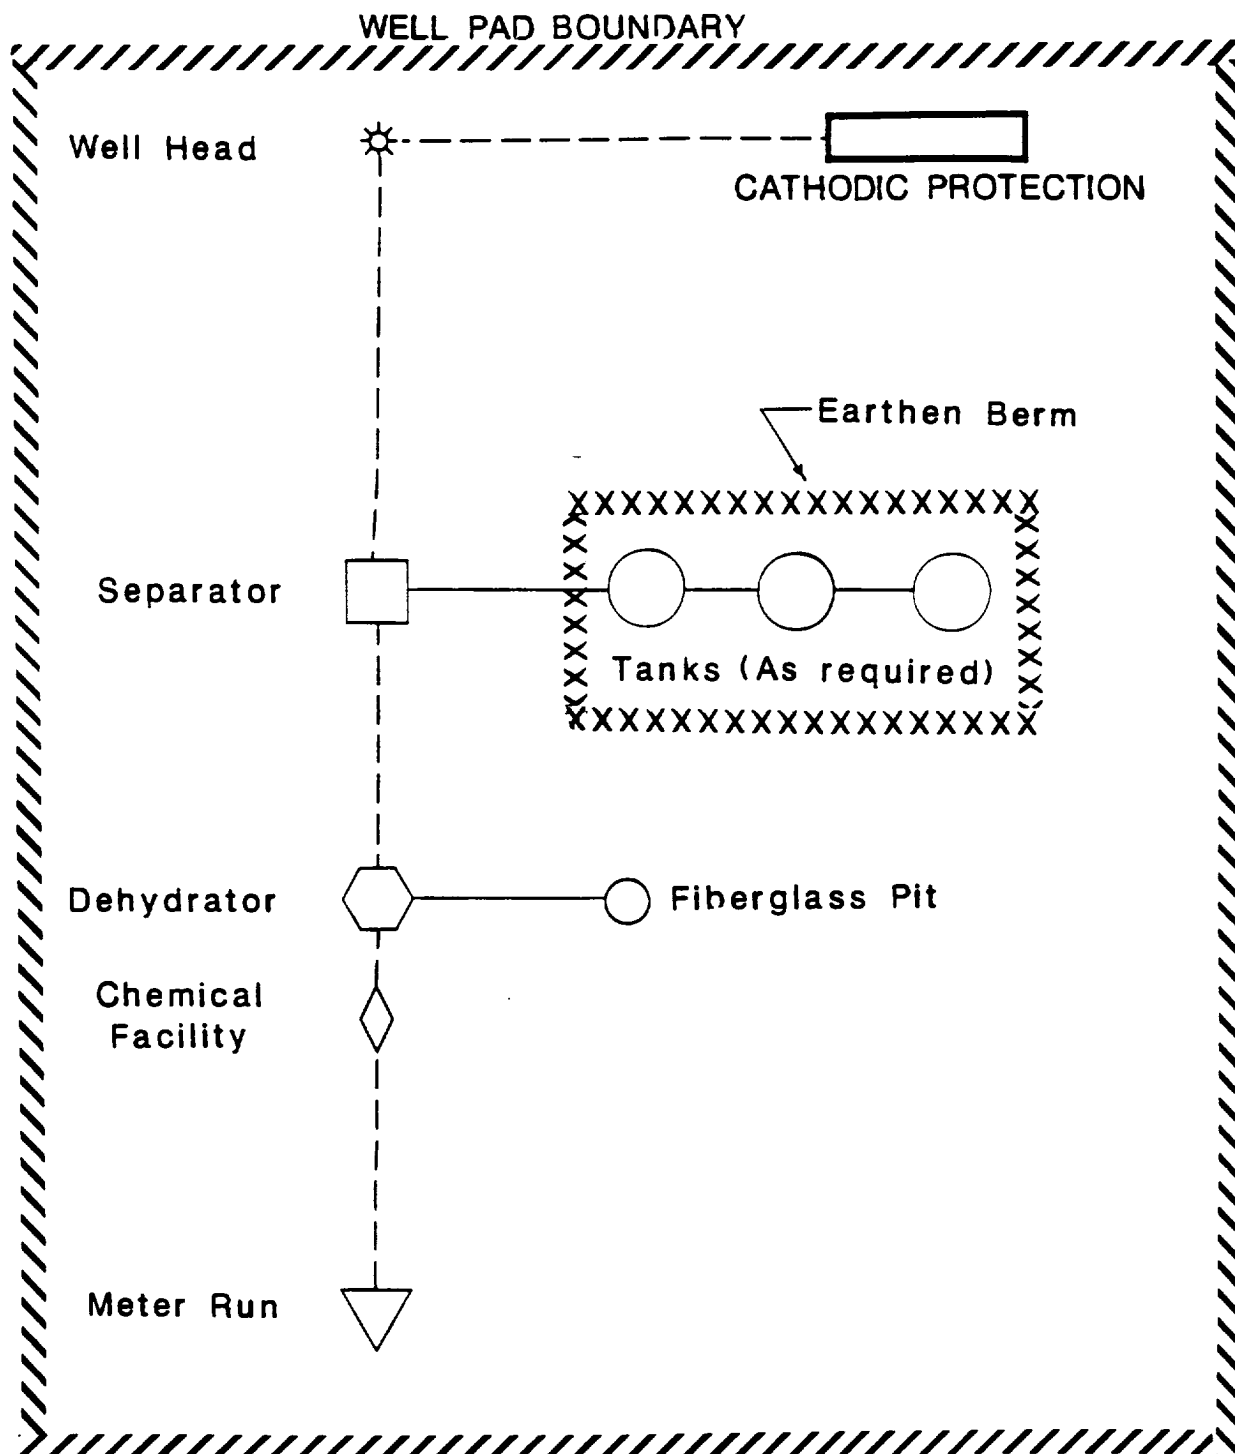 WELL PAD BOUNDARY
Well Head
CATHODIC PROTECTION
Earthen Berm
Separator
Tanks (As required)
Dehydrator
Fiberglass Pit
Chemical
Facility
Meter Run